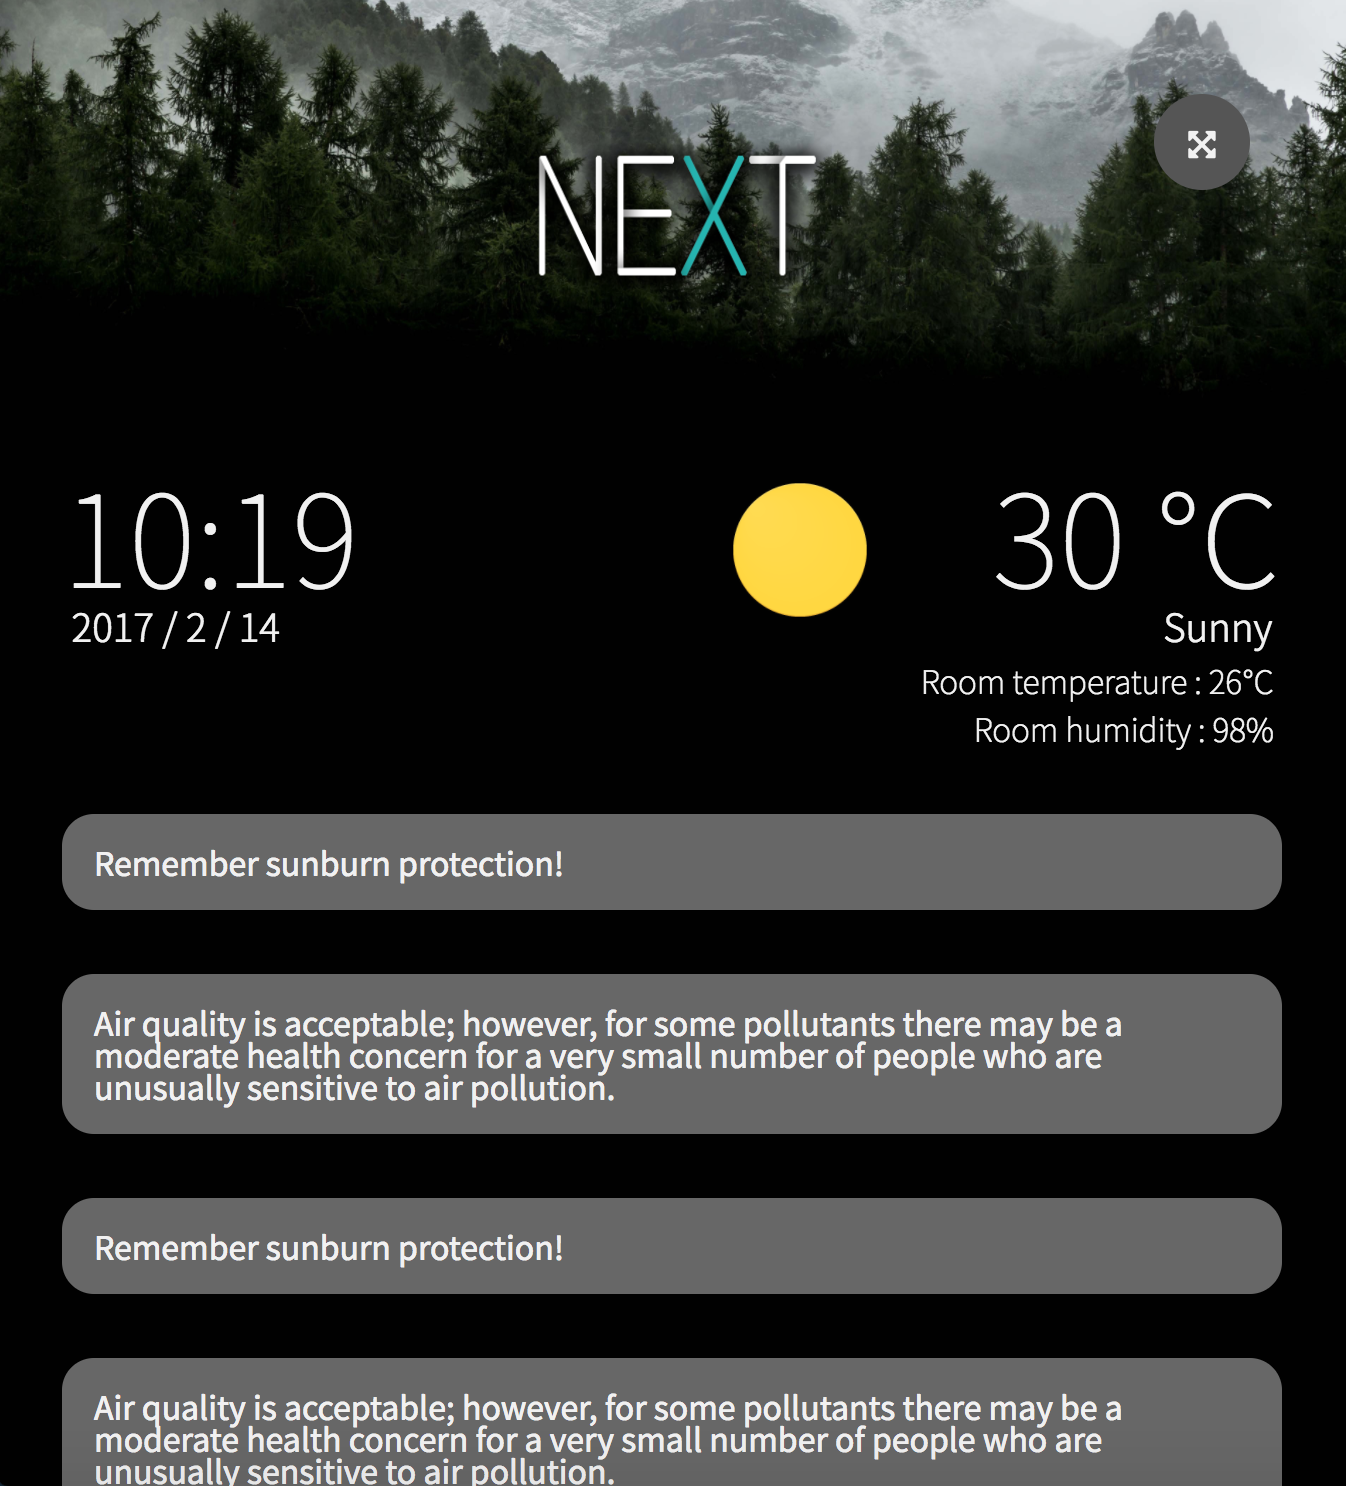 NEXT
10:19
2017 / 2 / 14
30 °C
Sunny
Room temperature : 26°C
Room humidity : 98%
Remember sunburn protection!
Air quality is acceptable; however, for some pollutants there may be a
moderate health concern for a very small number of people who are
unusually sensitive to air pollution.
Remember sunburn protection!
Air quality is acceptable; however, for some pollutants there may be a
moderate health concern for a very small number of people who are
unusually sensitive to air pollution.